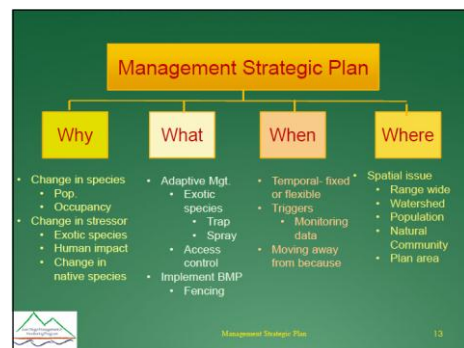 Management Strategic Plan
Why
What
When
Where
• Change in species
• Pop.
• Occupancy
• Change in stressor
• Exotic species
• Human impact
• Change in
native species
• Adaptive Mgt.
• Exotic
species
• Trap
• Spray
• Access
control
• Implement BMP
• Fencing
• Temporal- fixed
or flexible
• Triggers
• Monitoring
data
• Moving away
from because
• Spatial issue
• Range wide
• Watershed
• Population
• Natural
Community
• Plan area
Management Strategic Plan
13